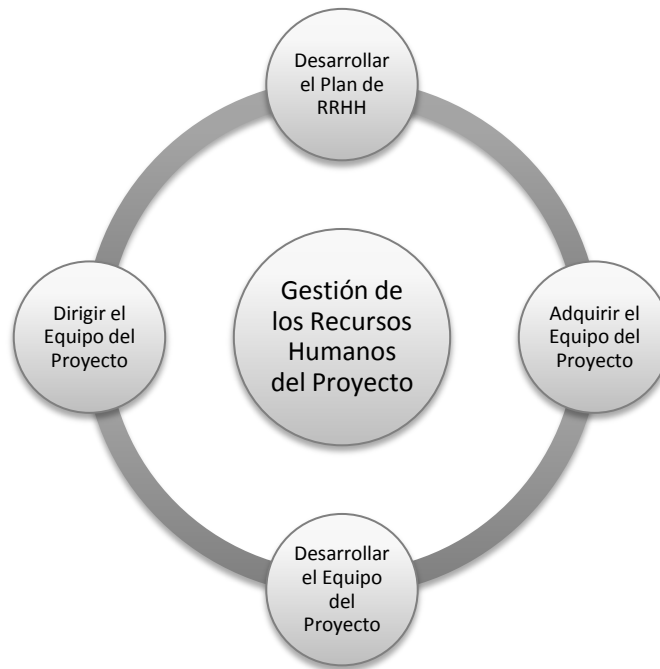 Desarrollar
el Plan de
RRHH
Dirigir el
Equipo del
Proyecto
Gestión de
los Recursos
Humanos
del Proyecto
Adquirir el
Equipo del
Proyecto
Desarrollar
el Equipo
del
Proyecto